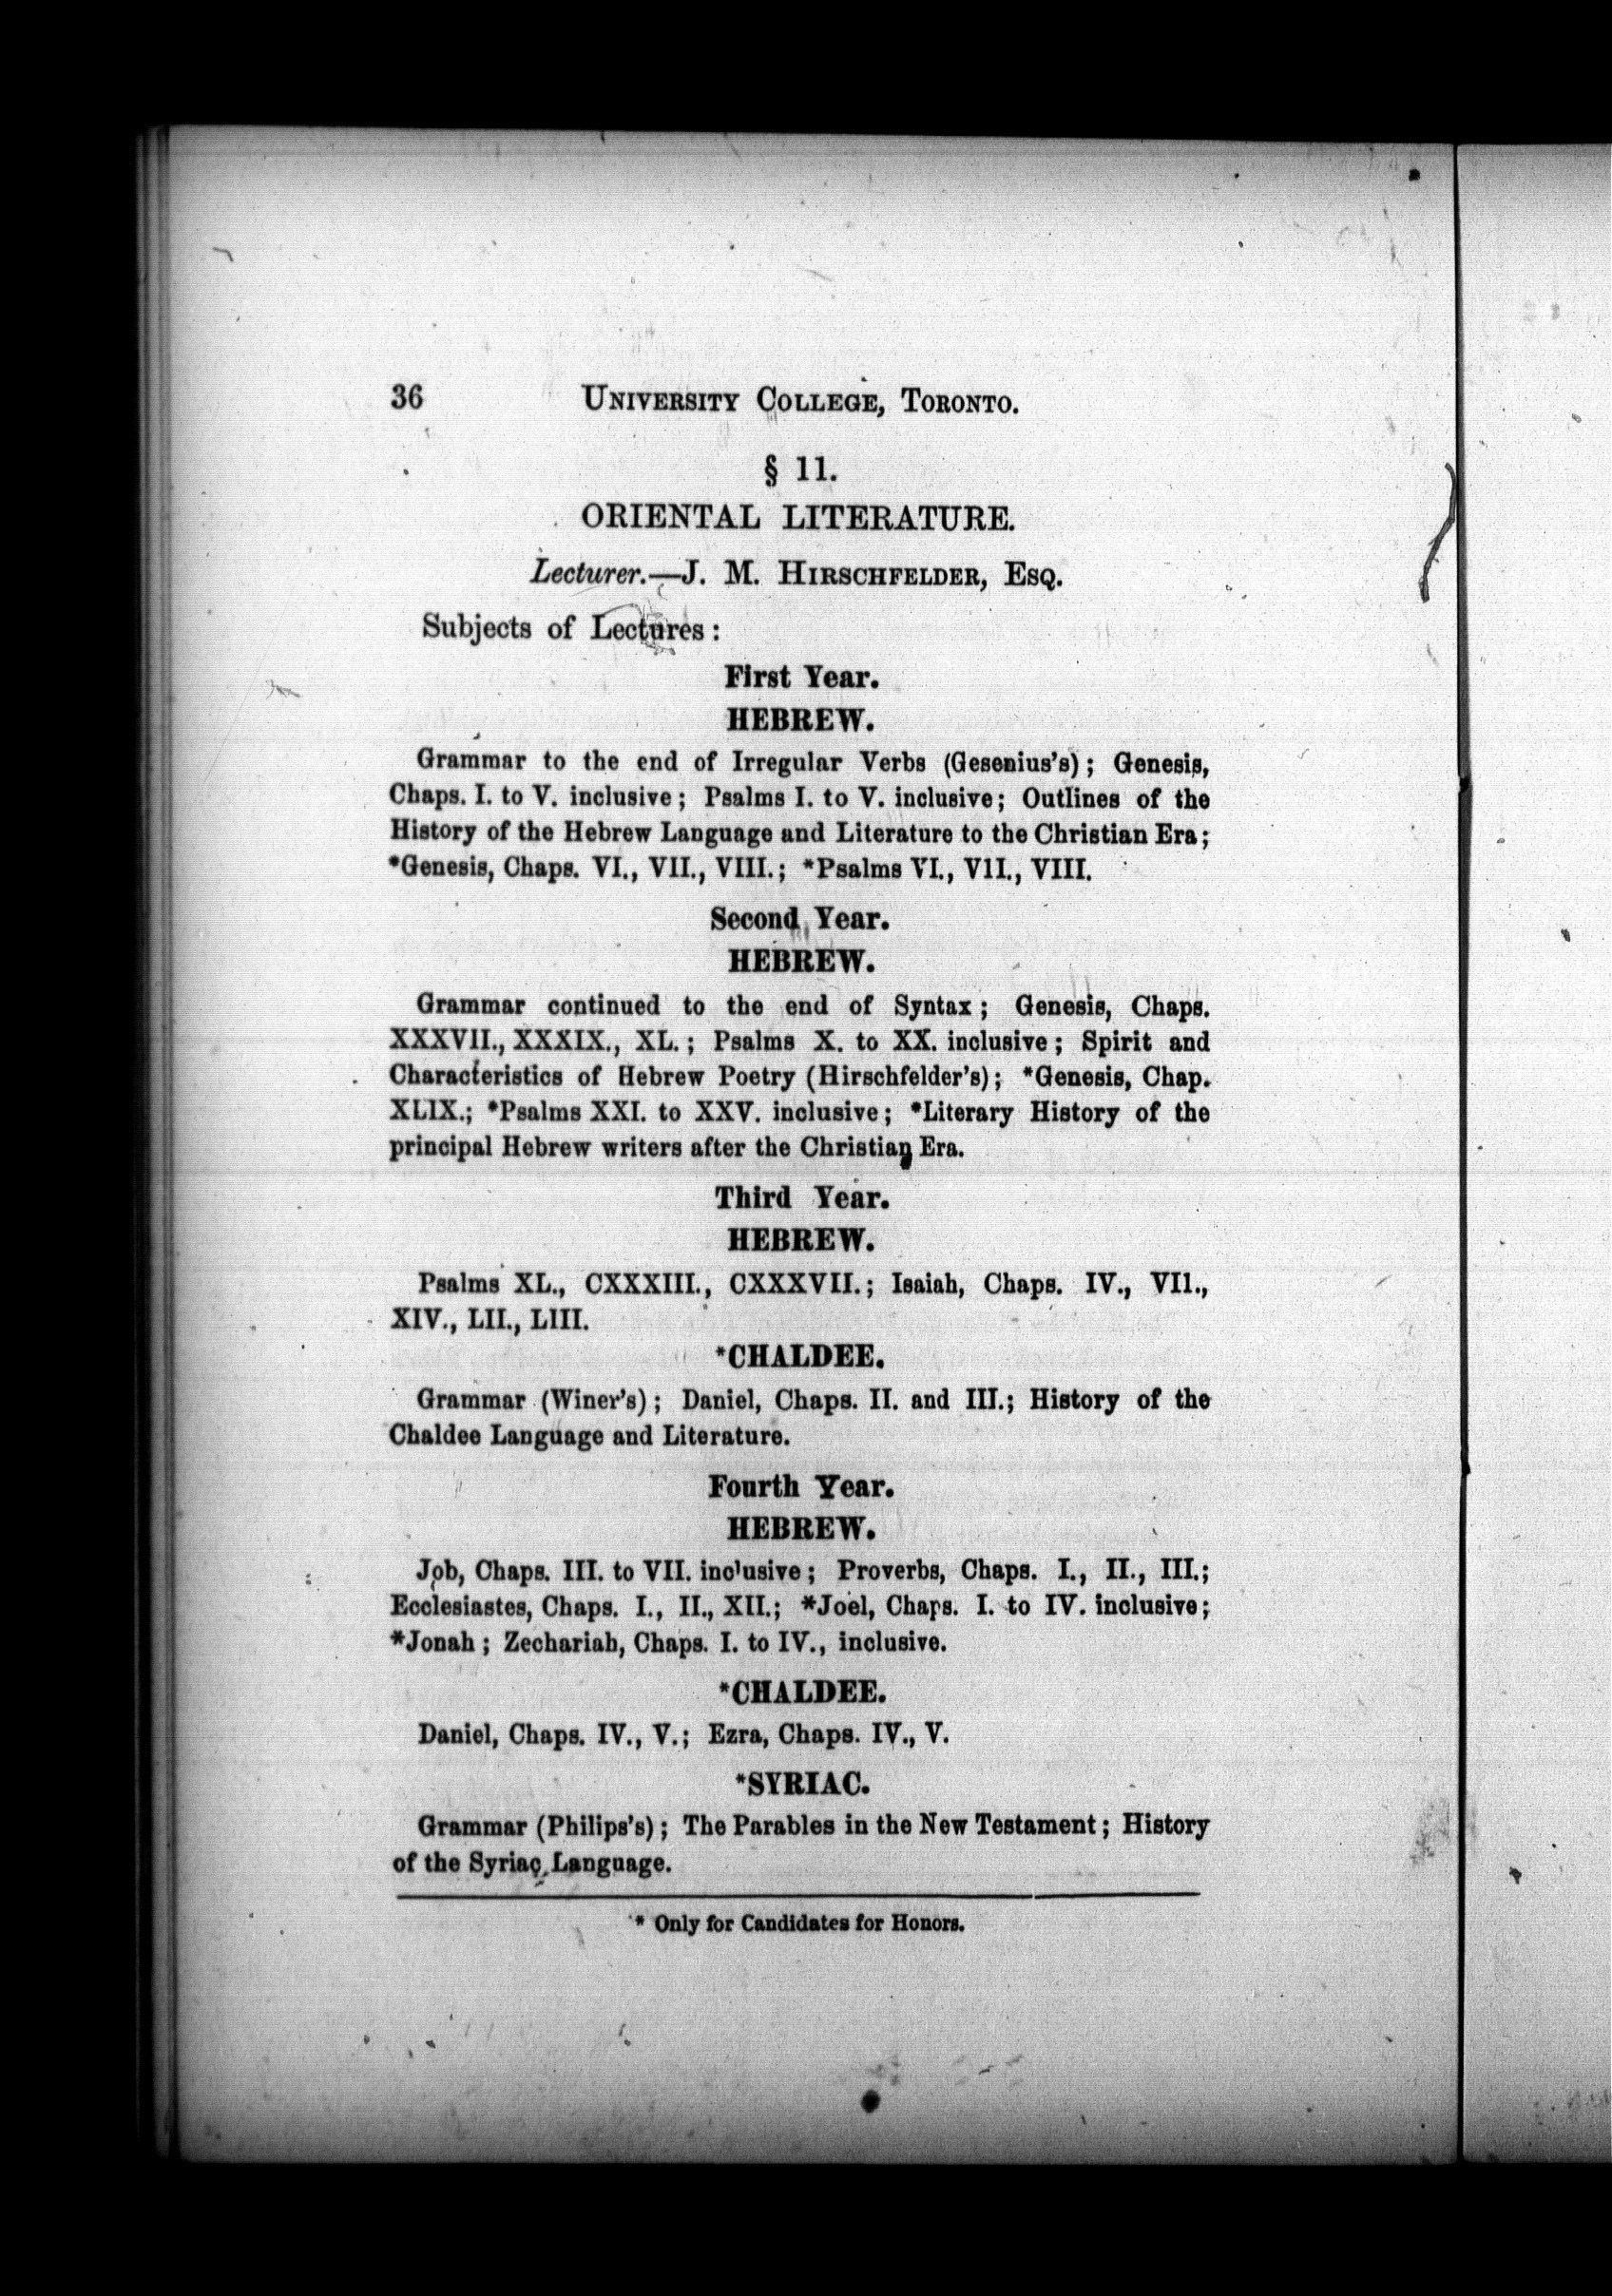 36 UNIVERSITY COLLEGE, TORONTO.
§ 11.
ORIENTAL LITERATURE.
Lecturer.—J. M. HIRSCHFELDER, ESQ.
Subjects of Lectures:
First Year.
HEBREW.
Grammar to the end of Irregular Verbs (Gesenius's); Genesis,
Chaps. I. to V. inclusive; Psalms I. to V. inclusive; Outlines of the
History of the Hebrew Language and Literature to the Christian Era;
*Genesis, Chaps. VI., VII., VIII.; *Psalms VI., VII., VIII.
Second Year.
HEBREW.
Grammar continued to the end of Syntax; Genesis, Chaps.
XXXVII., XXXIX., XL.; Psalms X. to XX. inclusive; Spirit and
Characteristics of Hebrew Poetry (Hirschfelder's); *Genesis, Chap.
XLIX.; *Psalms XXI. to XXV. inclusive; *Literary History of the
principal Hebrew writers after the Christian Era.
Third Year.
HEBREW.
Psalms XL., CXXXIII., CXXXVII.; Isaiah, Chaps. IV., VII.,
XIV., LII., LIII.
*CHALDEE.
Grammar (Winer's); Daniel, Chaps. II. and III.; History of the
Chaldee Language and Literature.
Fourth Year.
HEBREW.
Job, Chaps. III. to VII. inclusive; Proverbs, Chaps. I., II., III.;
Ecclesiastes, Chaps. I., II., XII.; *Joel, Chaps. I. to IV. inclusive;
*Jonah; Zechariah, Chaps. I. to IV., inclusive.
*CHALDEE.
Daniel, Chaps. IV., V.; Ezra, Chaps. IV., V.
*SYRIAC.
Grammar (Philips's); The Parables in the New Testament; History
of the Syriac Language.
* Only for Candidates for Honors.